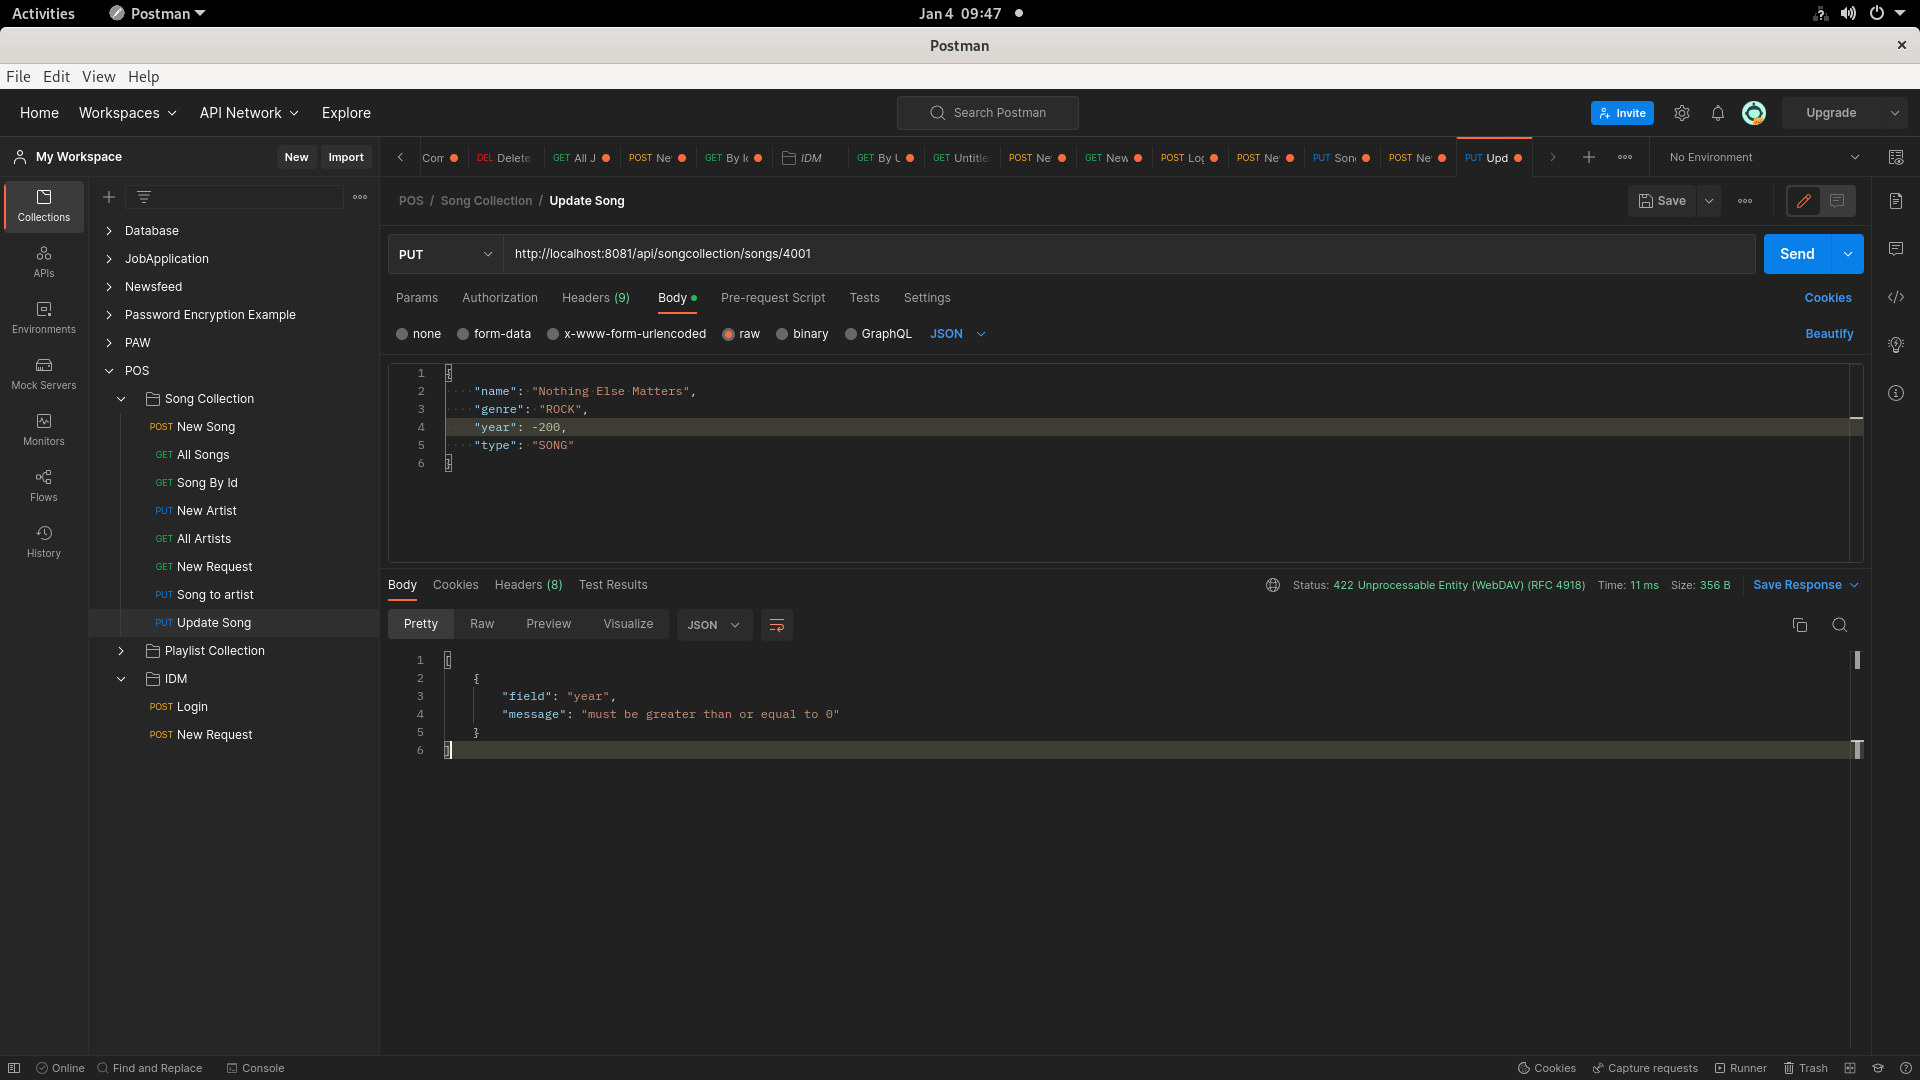 Activities
Postman
Jan 4 09:47
Postman
File Edit View Help
Home Workspaces API Network Explore
Search Postman
Invite
Upgrade
My Workspace
New Import
Con
DEL Delete
GET All J
POST Ne
GET By Ic
IDM
GET By U
GET Untitle
POST Ne
GET New
POST Log
POST Ne
PUT Song
POST Ne
PUT Upd
No Environment
Collections
APIs
Environments
Mock Servers
Monitors
Flows
History
Database
JobApplication
Newsfeed
Password Encryption Example
PAW
POS
Song Collection
POST New Song
GET All Songs
GET Song By Id
PUT New Artist
GET All Artists
GET New Request
PUT Song to artist
PUT Update Song
Playlist Collection
IDM
POST Login
POST New Request
POS / Song Collection / Update Song
Save
PUT
http://localhost:8081/api/songcollection/songs/4001
Send
Params Authorization Headers (9) Body Pre-request Script Tests Settings
Cookies
none form-data x-www-form-urlencoded raw binary GraphQL JSON
Beautify
1 {
2 "name": "Nothing Else Matters",
3 "genre": "ROCK",
4 "year": -200,
5 "type": "SONG"
6 }
Body Cookies Headers (8) Test Results
Status: 422 Unprocessable Entity (WebDAV) (RFC 4918) Time: 11 ms Size: 356 B
Save Response
Pretty Raw Preview Visualize JSON
1 [
2 {
3 "field": "year",
4 "message": "must be greater than or equal to 0"
5 }
6 ]
Online Find and Replace Console
Cookies Capture requests Runner Trash